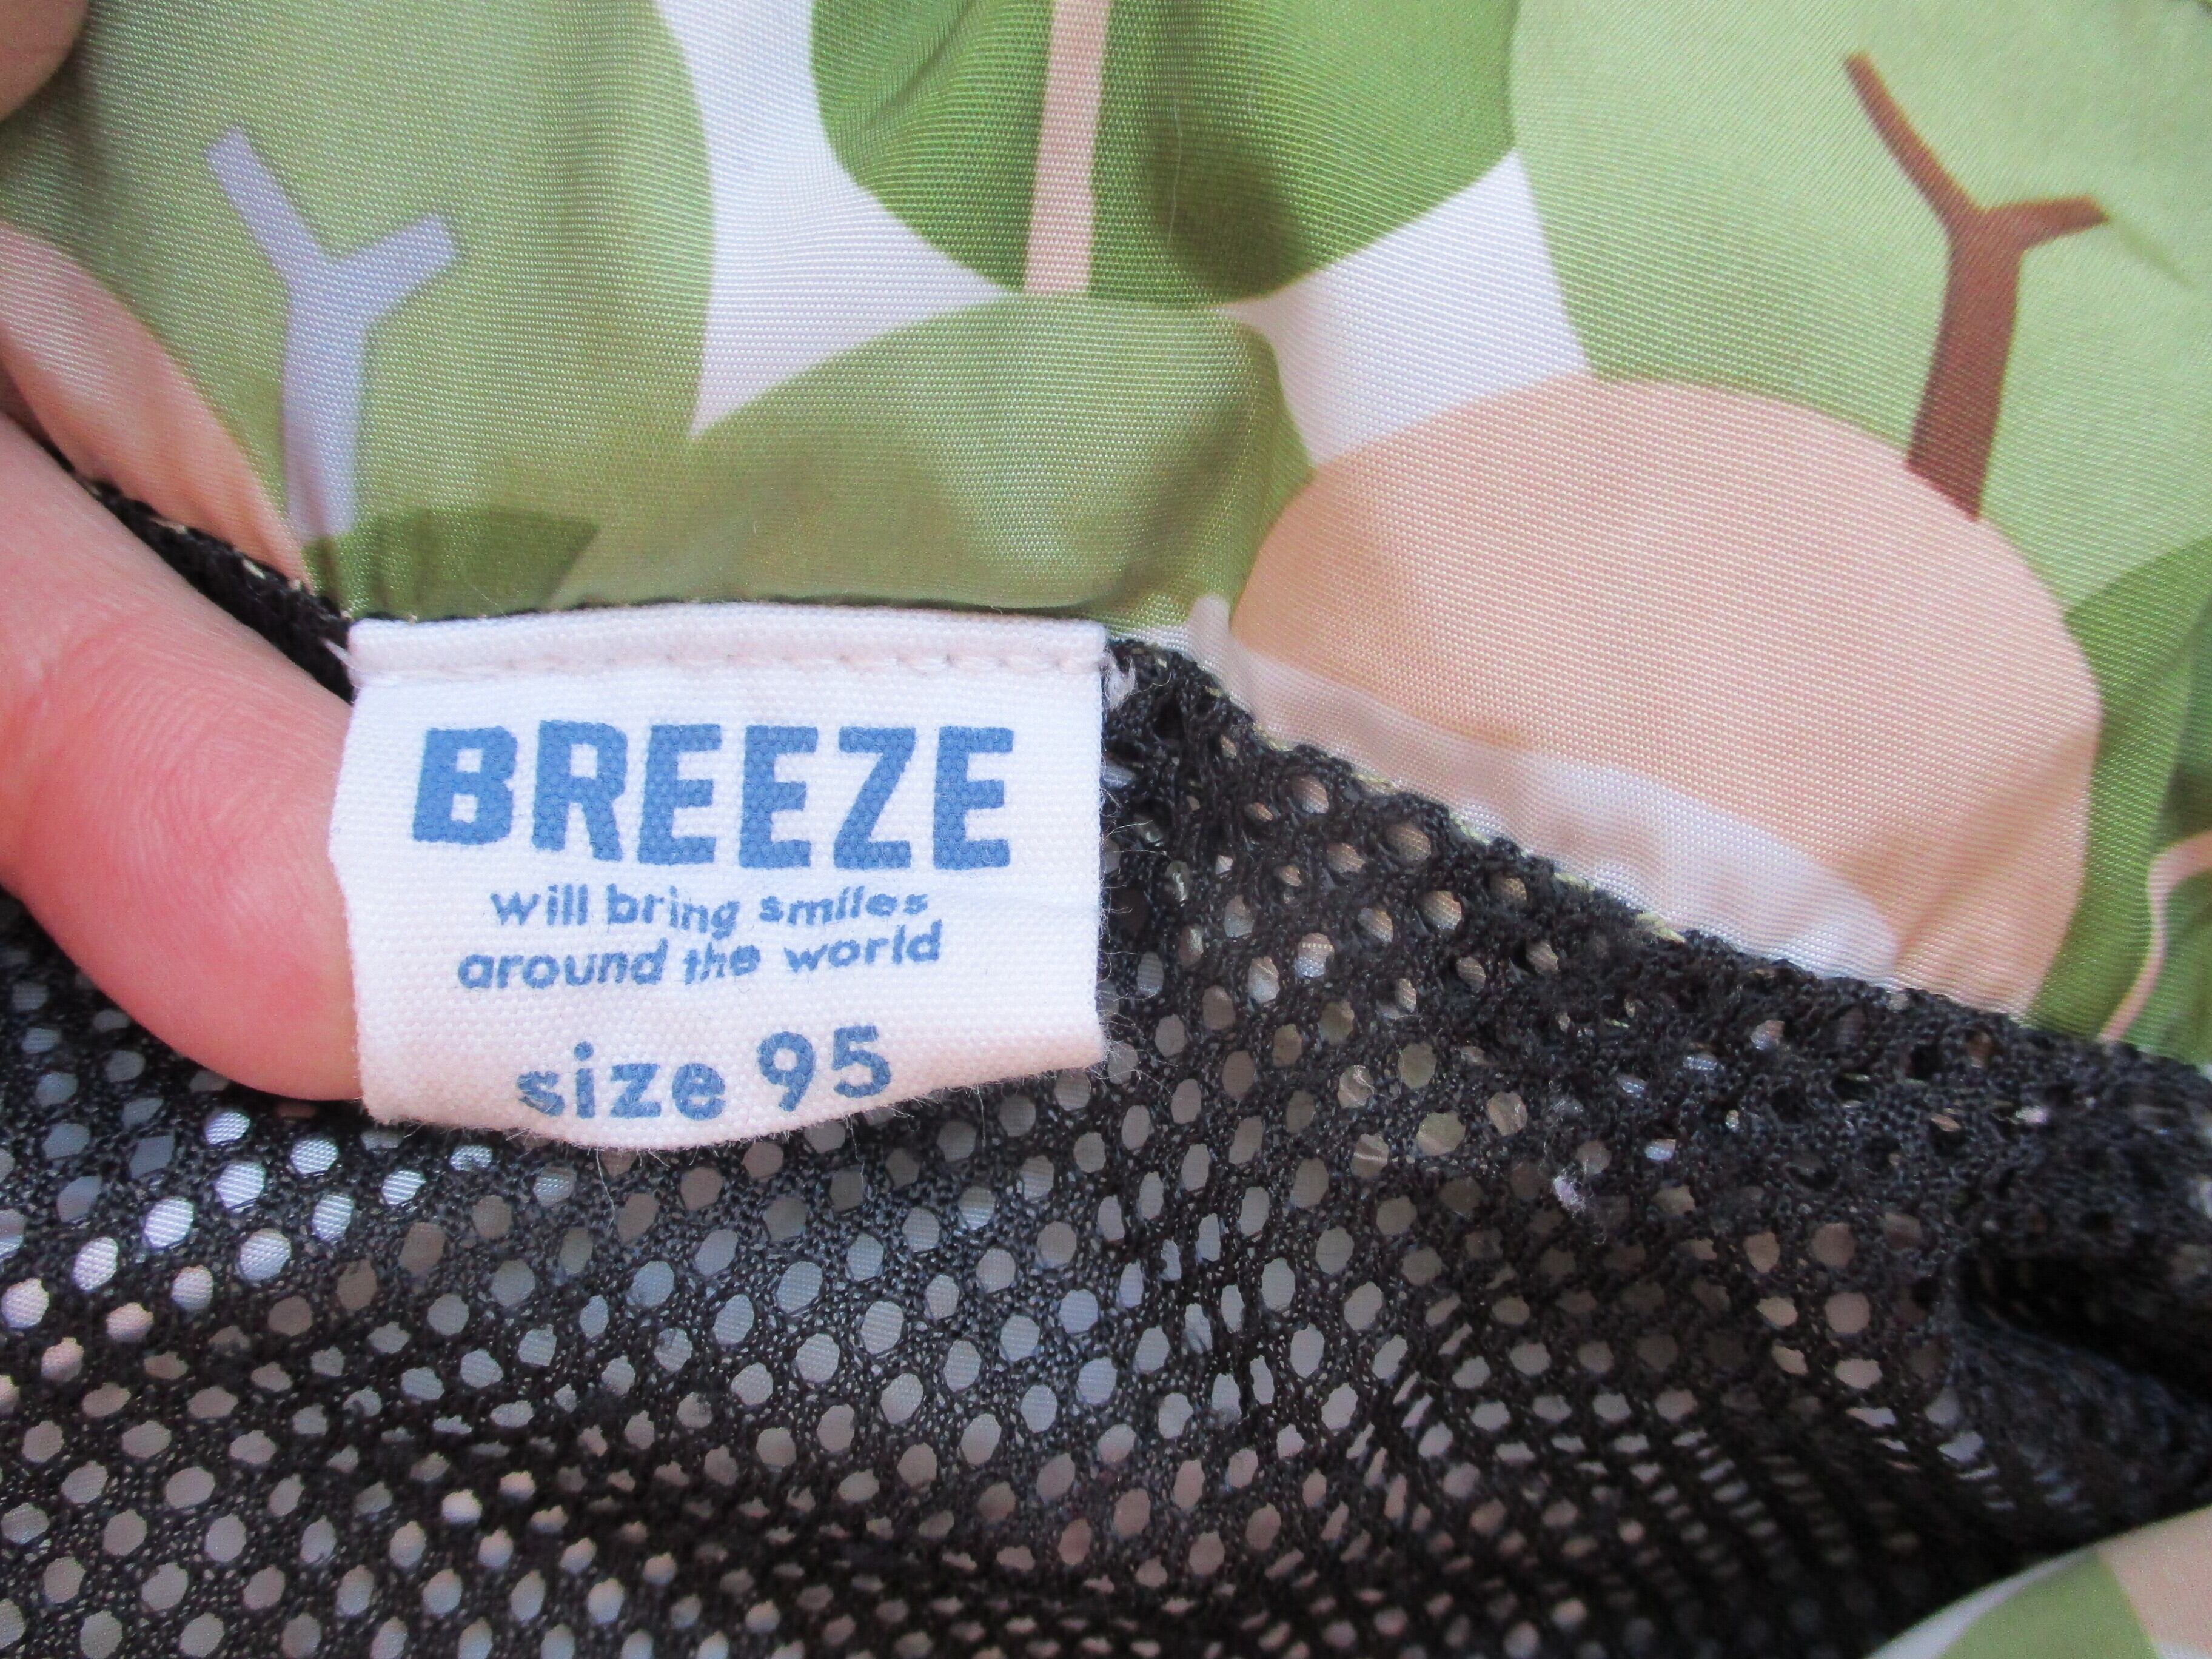 BREEZE
will bring smiles
around the world
size 95